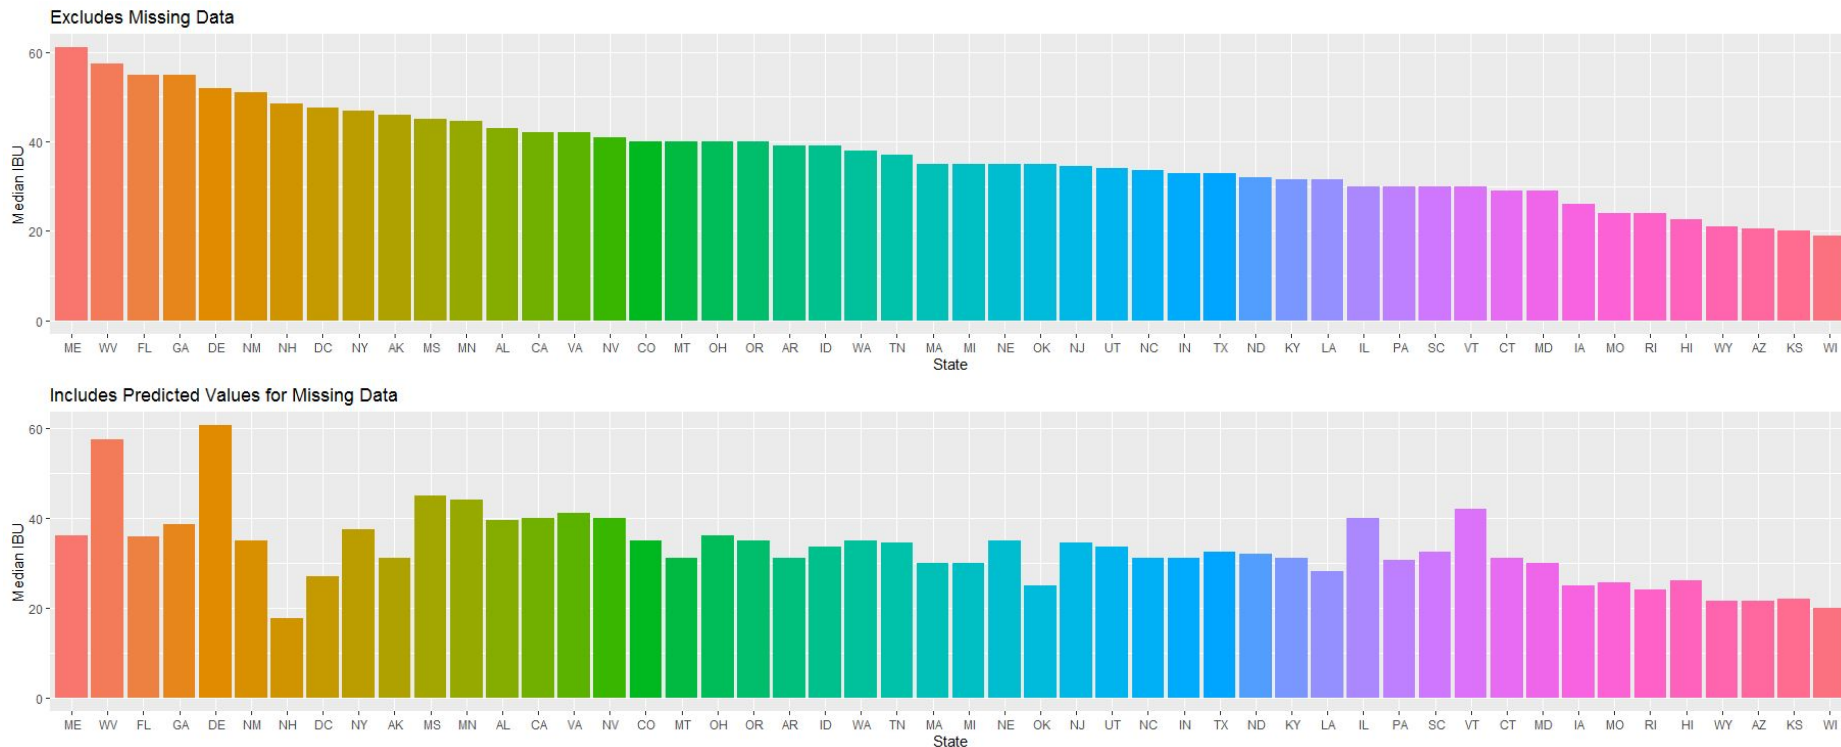 Excludes Missing Data
60
40
20
0
Median IBU
ME WV FL GA DE NM NH DC NY AK MS MN AL CA VA NV CO MT OH OR AR ID WA TN MA MI NE OK NJ UT NC IN TX ND KY LA IL PA SC VT CT MD IA MO RI HI WY AZ KS WI
State
Includes Predicted Values for Missing Data
60
40
20
0
Median IBU
ME WV FL GA DE NM NH DC NY AK MS MN AL CA VA NV CO MT OH OR AR ID WA TN MA MI NE OK NJ UT NC IN TX ND KY LA IL PA SC VT CT MD IA MO RI HI WY AZ KS WI
State